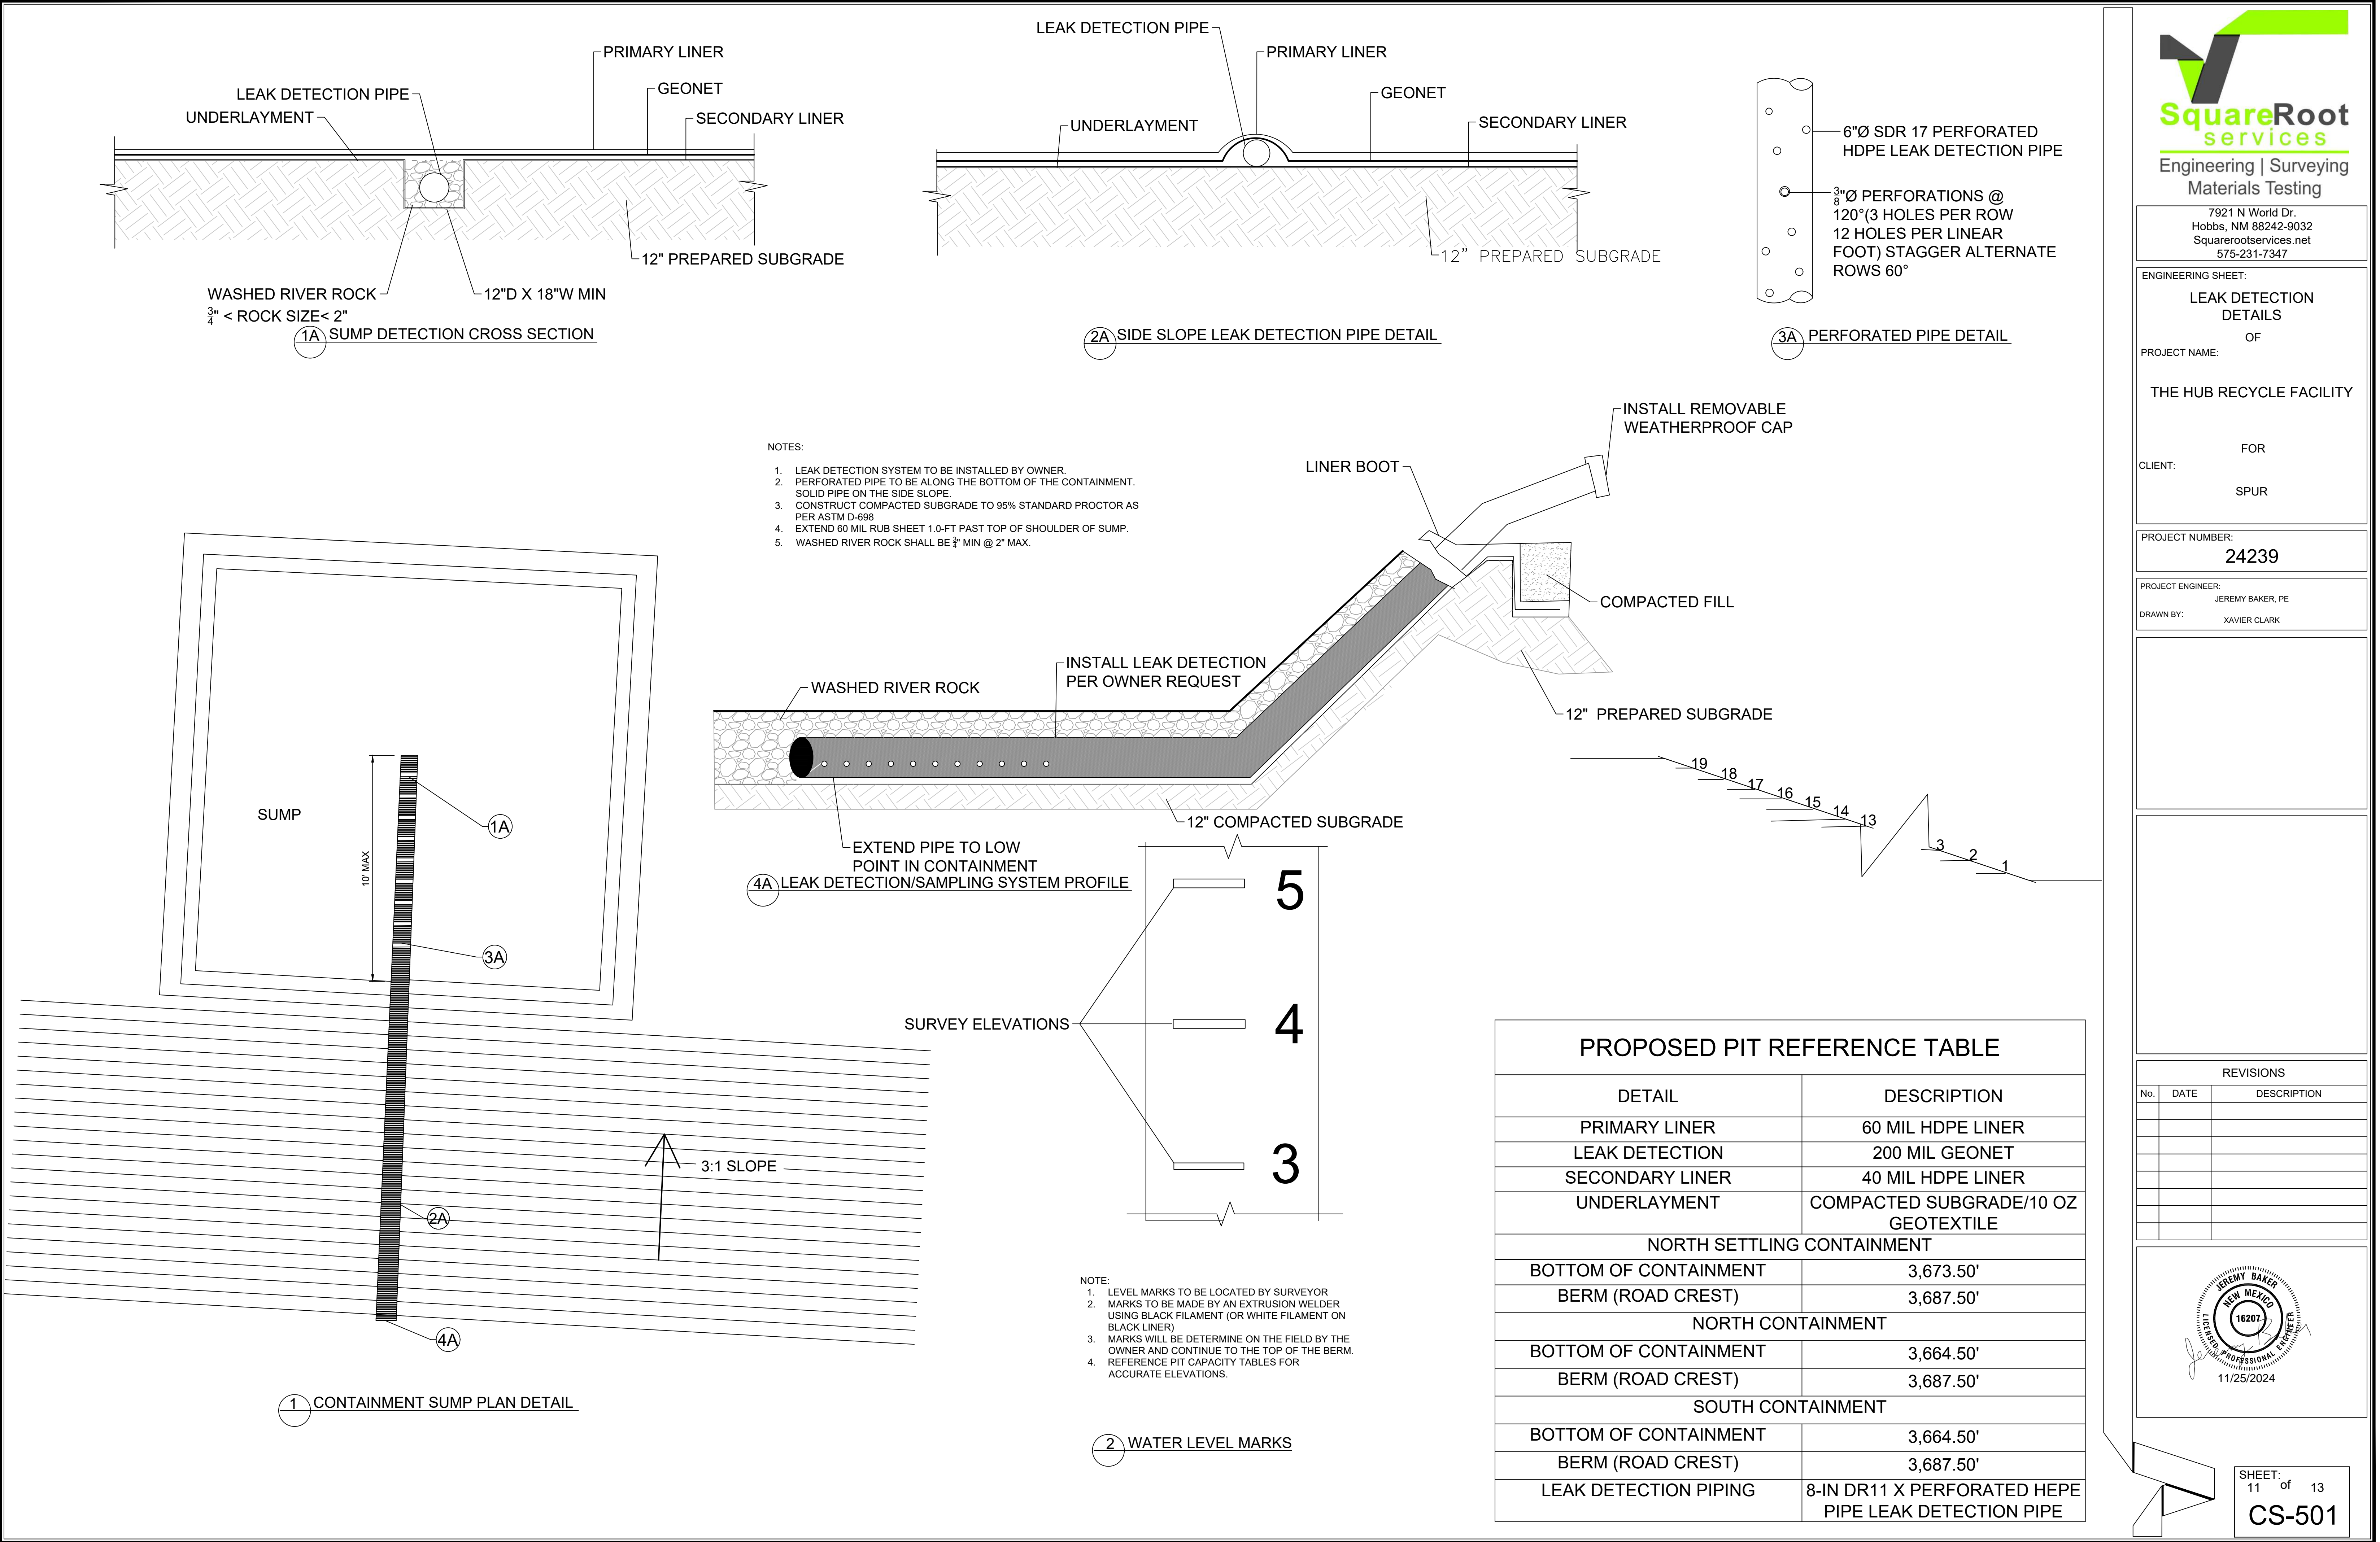 LEAK DETECTION PIPE
UNDERLAYMENT
PRIMARY LINER
GEONET
SECONDARY LINER
12" PREPARED SUBGRADE
WASHED RIVER ROCK
3/4" < ROCK SIZE< 2"
12"D X 18"W MIN
1A SUMP DETECTION CROSS SECTION
LEAK DETECTION PIPE
PRIMARY LINER
GEONET
UNDERLAYMENT
SECONDARY LINER
12" PREPARED SUBGRADE
2A SIDE SLOPE LEAK DETECTION PIPE DETAIL
6"Ø SDR 17 PERFORATED
HDPE LEAK DETECTION PIPE
3/8"Ø PERFORATIONS @
120°(3 HOLES PER ROW
12 HOLES PER LINEAR
FOOT) STAGGER ALTERNATE
ROWS 60°
3A PERFORATED PIPE DETAIL
NOTES:
1. LEAK DETECTION SYSTEM TO BE INSTALLED BY OWNER.
2. PERFORATED PIPE TO BE ALONG THE BOTTOM OF THE CONTAINMENT.
SOLID PIPE ON THE SIDE SLOPE.
3. CONSTRUCT COMPACTED SUBGRADE TO 95% STANDARD PROCTOR AS
PER ASTM D-698
4. EXTEND 60 MIL RUB SHEET 1.0-FT PAST TOP OF SHOULDER OF SUMP.
5. WASHED RIVER ROCK SHALL BE 3/4" MIN @ 2" MAX.
INSTALL REMOVABLE
WEATHERPROOF CAP
LINER BOOT
COMPACTED FILL
INSTALL LEAK DETECTION
PER OWNER REQUEST
WASHED RIVER ROCK
12" PREPARED SUBGRADE
12" COMPACTED SUBGRADE
EXTEND PIPE TO LOW
POINT IN CONTAINMENT
4A LEAK DETECTION/SAMPLING SYSTEM PROFILE
19
18
17
16
15
14
13
3
2
1
SUMP
10' MAX
1A
3A
2A
4A
3:1 SLOPE
1 CONTAINMENT SUMP PLAN DETAIL
5
4
3
SURVEY ELEVATIONS
NOTE:
1. LEVEL MARKS TO BE LOCATED BY SURVEYOR
2. MARKS TO BE MADE BY AN EXTRUSION WELDER
USING BLACK FILAMENT (OR WHITE FILAMENT ON
BLACK LINER)
3. MARKS WILL BE DETERMINE ON THE FIELD BY THE
OWNER AND CONTINUE TO THE TOP OF THE BERM.
4. REFERENCE PIT CAPACITY TABLES FOR
ACCURATE ELEVATIONS.
2 WATER LEVEL MARKS
PROPOSED PIT REFERENCE TABLE
DETAIL DESCRIPTION
PRIMARY LINER 60 MIL HDPE LINER
LEAK DETECTION 200 MIL GEONET
SECONDARY LINER 40 MIL HDPE LINER
UNDERLAYMENT COMPACTED SUBGRADE/10 OZ
GEOTEXTILE
NORTH SETTLING CONTAINMENT
BOTTOM OF CONTAINMENT 3,673.50'
BERM (ROAD CREST) 3,687.50'
NORTH CONTAINMENT
BOTTOM OF CONTAINMENT 3,664.50'
BERM (ROAD CREST) 3,687.50'
SOUTH CONTAINMENT
BOTTOM OF CONTAINMENT 3,664.50'
BERM (ROAD CREST) 3,687.50'
LEAK DETECTION PIPING 8-IN DR11 X PERFORATED HEPE
PIPE LEAK DETECTION PIPE
SquareRoot
services
Engineering | Surveying
Materials Testing
7921 N World Dr.
Hobbs, NM 88242-9032
Squarerootservices.net
575-231-7347
ENGINEERING SHEET:
LEAK DETECTION
DETAILS
OF
PROJECT NAME:
THE HUB RECYCLE FACILITY
FOR
CLIENT:
SPUR
PROJECT NUMBER:
24239
PROJECT ENGINEER:
JEREMY BAKER, PE
DRAWN BY:
XAVIER CLARK
REVISIONS
No. DATE DESCRIPTION
JEREMY BAKER
NEW MEXICO
16207
LICENSED PROFESSIONAL ENGINEER
11/25/2024
SHEET:
11 of 13
CS-501